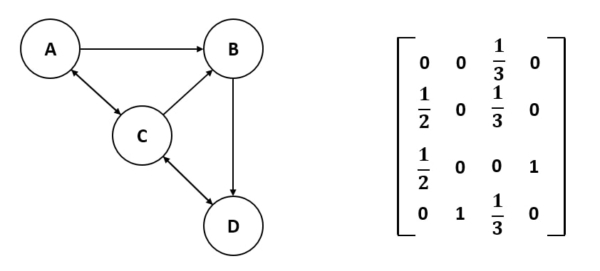 A
B
C
D
0 0 1/3 0
1/2 0 1/3 0
1/2 0 0 1
0 1 1/3 0